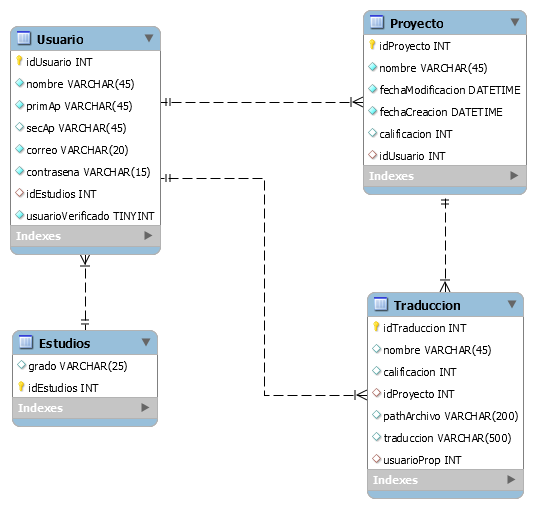 Usuario
idUsuario INT
nombre VARCHAR(45)
primAp VARCHAR(45)
secAp VARCHAR(45)
correo VARCHAR(20)
contrasena VARCHAR(15)
idEstudios INT
usuarioVerificado TINYINT
Indexes
Proyecto
idProyecto INT
nombre VARCHAR(45)
fechaModificacion DATETIME
fechaCreacion DATETIME
calificacion INT
idUsuario INT
Indexes
Estudios
grado VARCHAR(25)
idEstudios INT
Indexes
Traduccion
idTraduccion INT
nombre VARCHAR(45)
calificacion INT
idProyecto INT
pathArchivo VARCHAR(200)
traduccion VARCHAR(500)
usuarioProp INT
Indexes